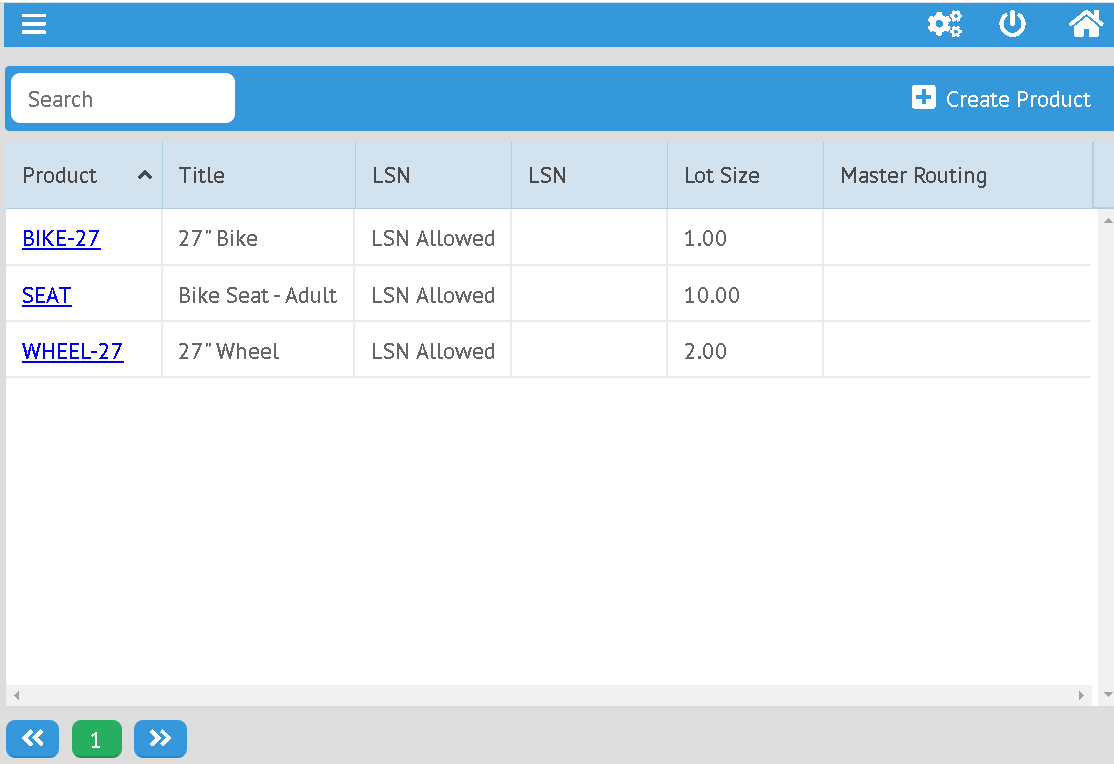 Search Create Product
Product Title LSN LSN Lot Size Master Routing
BIKE-27 27" Bike LSN Allowed 1.00
SEAT Bike Seat - Adult LSN Allowed 10.00
WHEEL-27 27" Wheel LSN Allowed 2.00
1